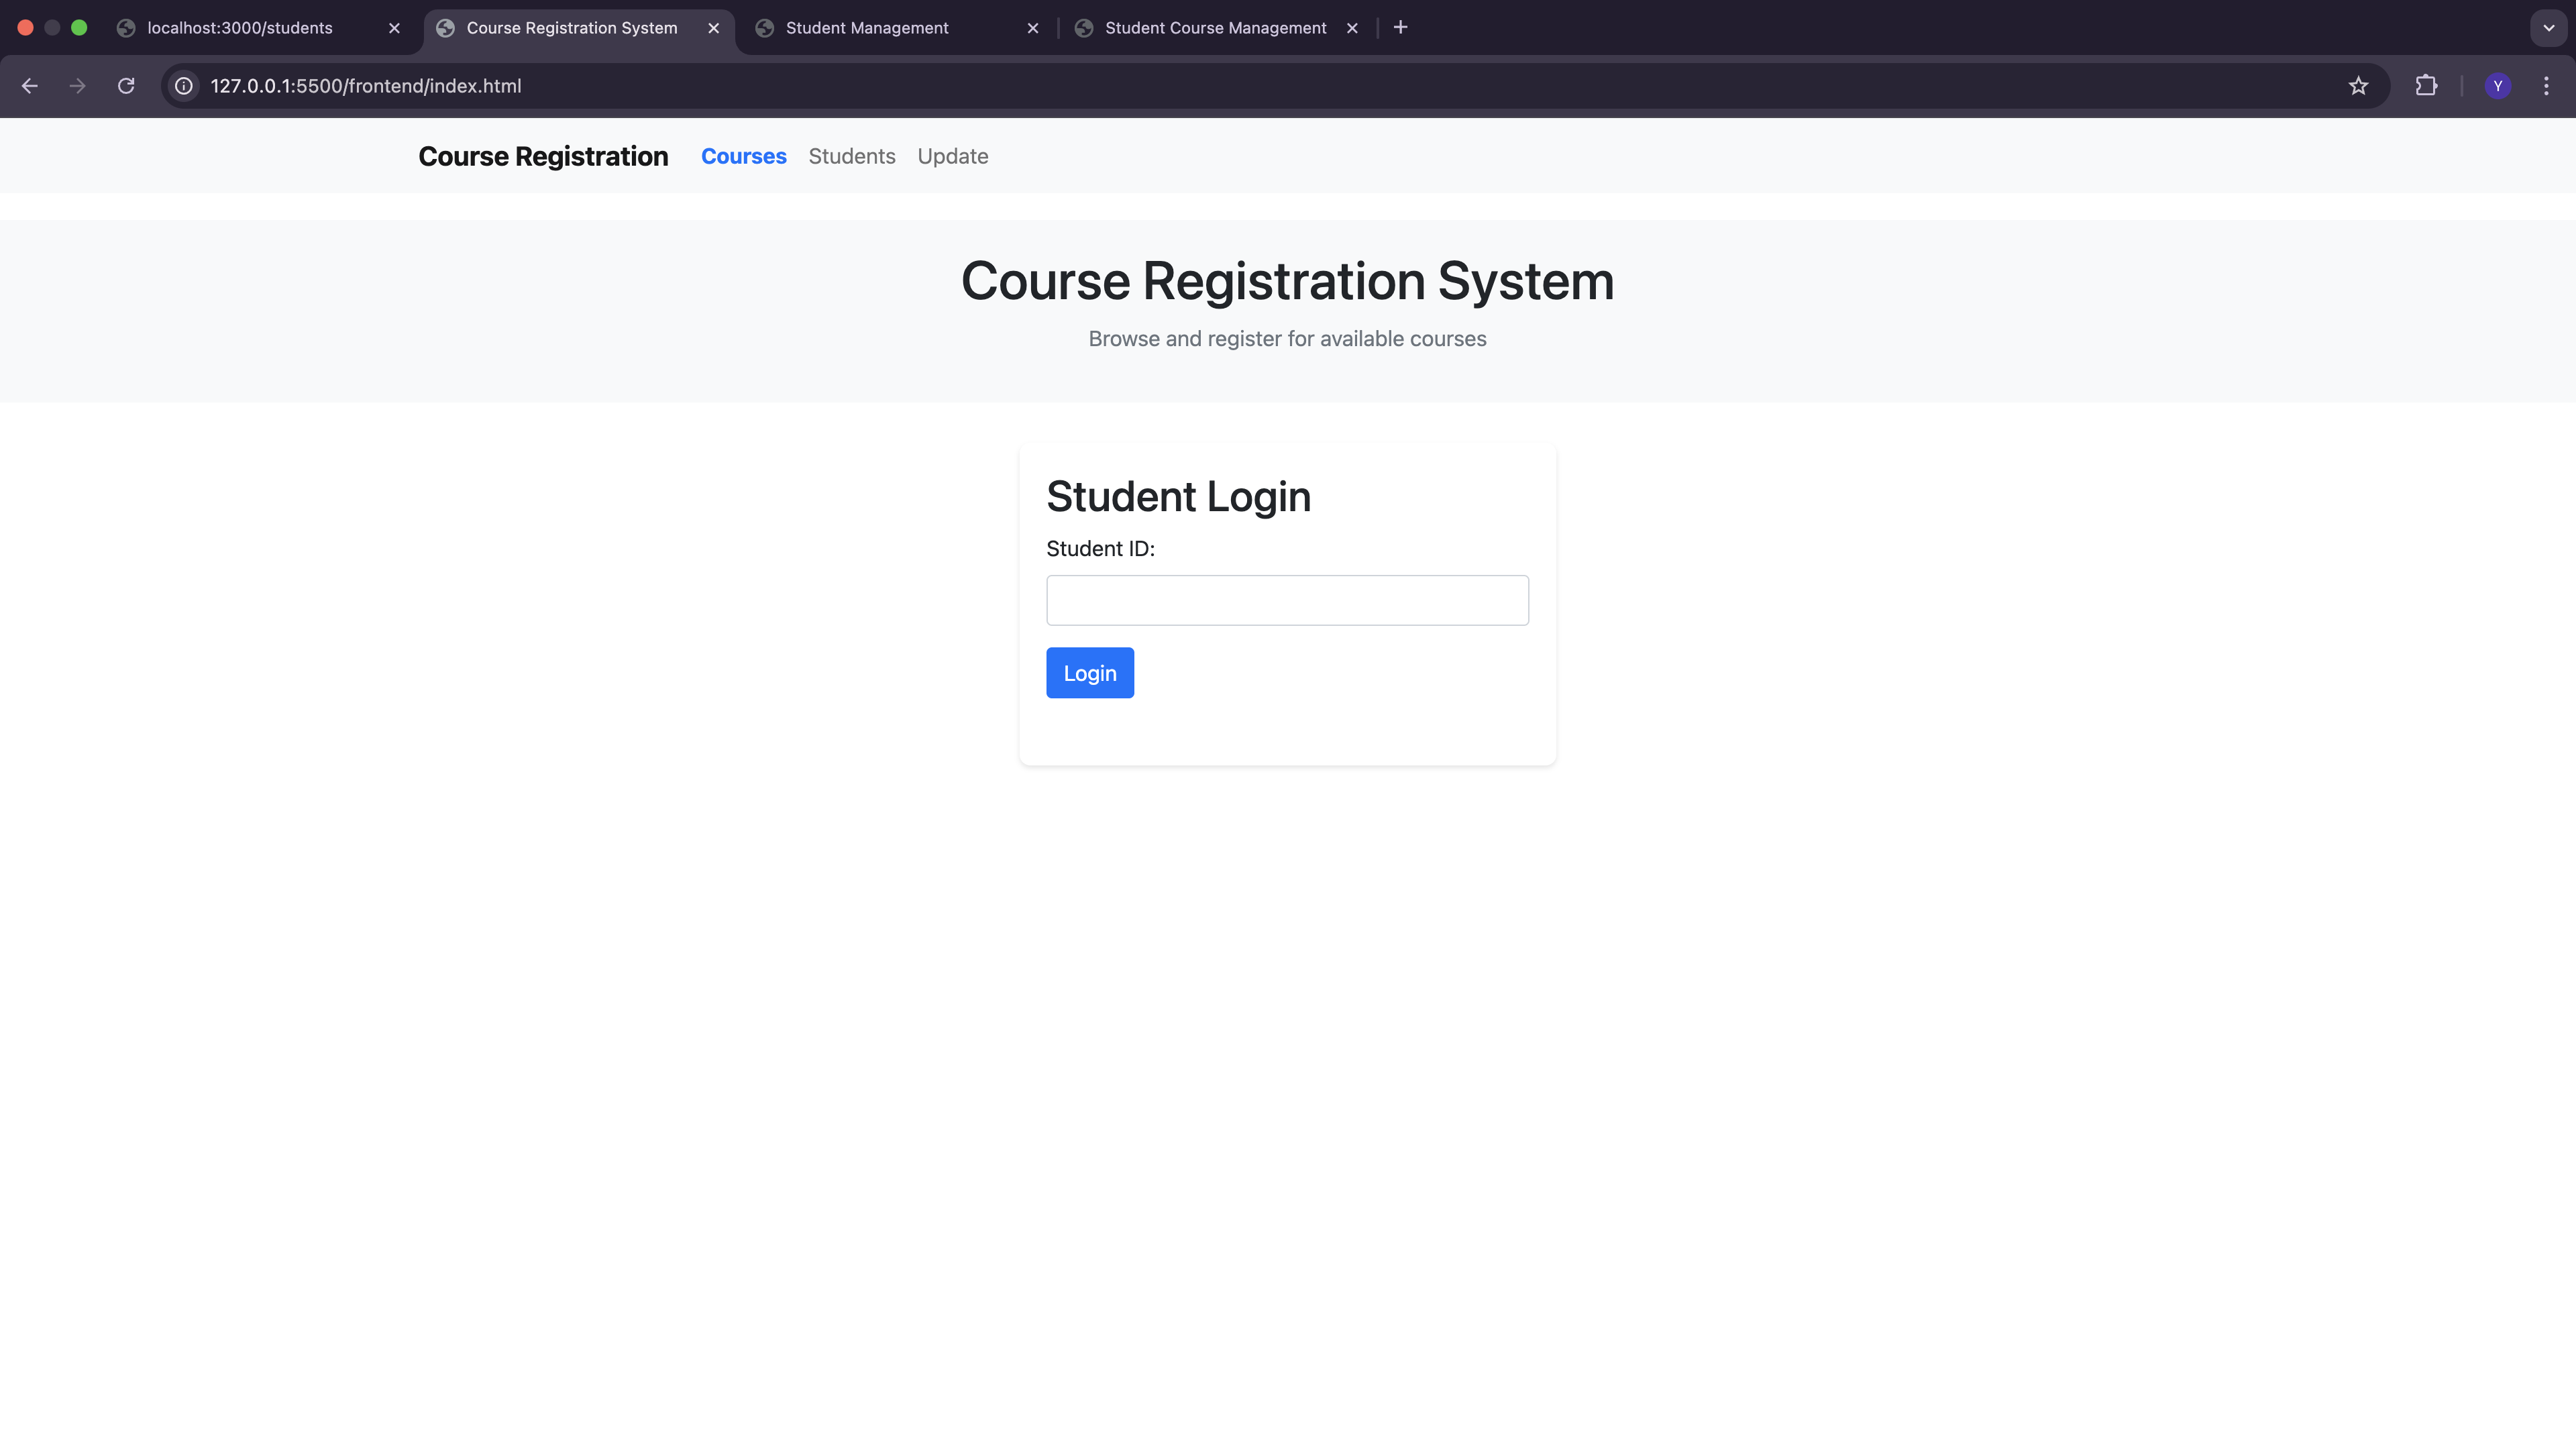 localhost:3000/students
Course Registration System
Student Management
Student Course Management
127.0.0.1:5500/frontend/index.html
Y
Course Registration Courses Students Update
Course Registration System
Browse and register for available courses
Student Login
Student ID:
Login